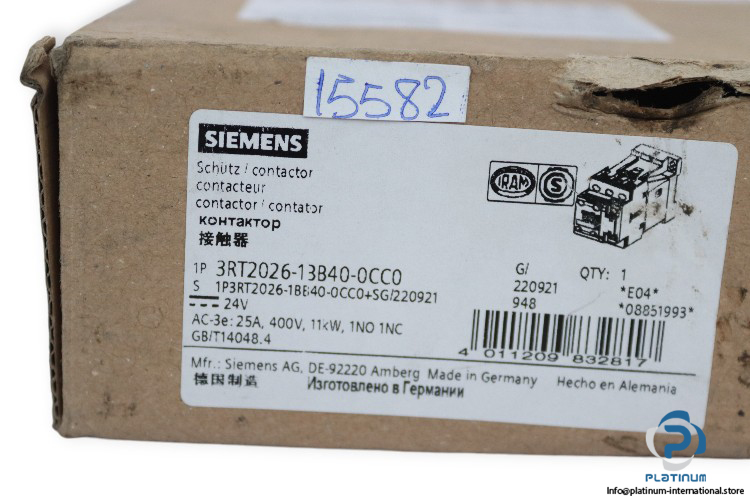 15582
SIEMENS
Schütz / contactor
contacteur
contactor / contator
контактор
接触器
IRAM S
1P 3RT2026-1BB40-0CC0
S 1P3RT2026-1BB40-0CC0+SG/220921
24V
AC-3e: 25A, 400V, 11kW, 1NO 1NC
GB/T14048.4
G/
220921
948
QTY: 1
*E04*
*08851993*
4 011209 832817
Mfr.: Siemens AG, DE-92220 Amberg Made in Germany Hecho en Alemania
德国制造 Изготовлено в Германии
PLATINUM
Info@platinum-international.store